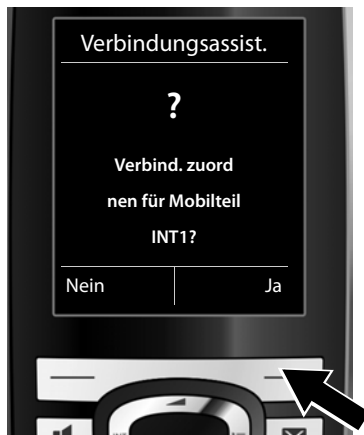 Verbindungsassist.
?
Verbind. zuord
nen für Mobilteil
INT1?
Nein Ja